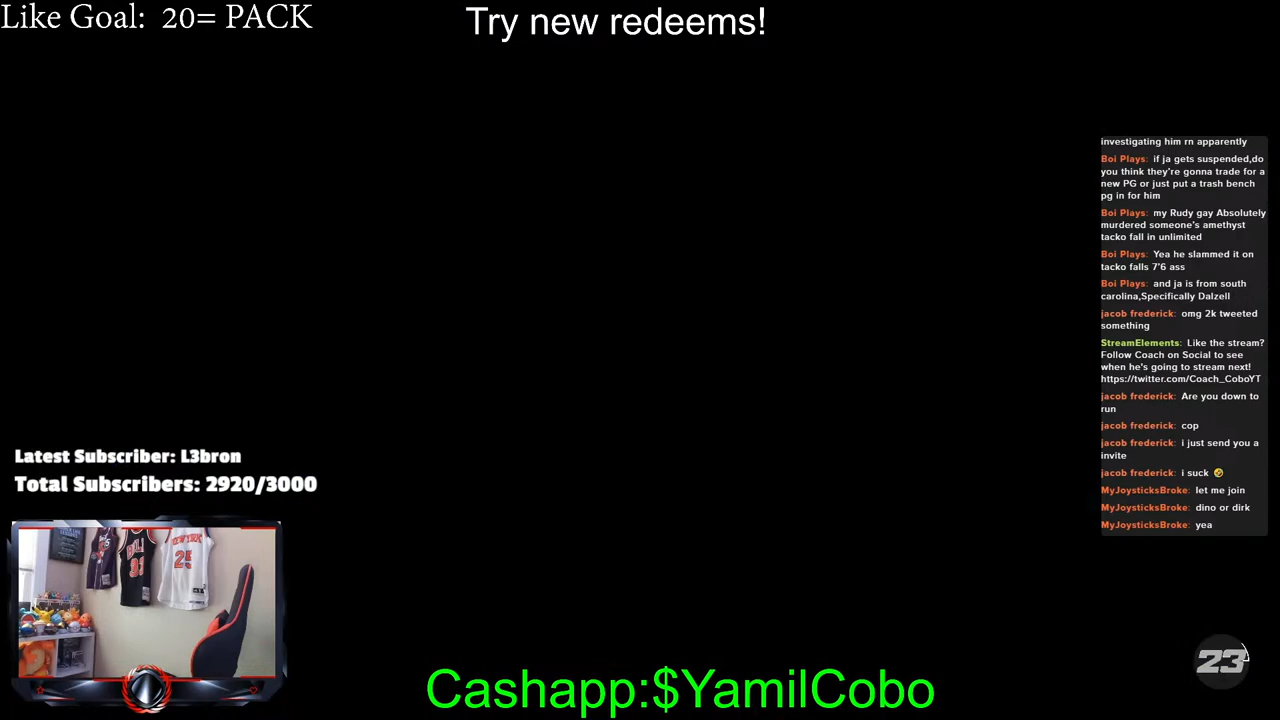 Like Goal: 20= PACK
Try new redeems!
investigating him rn apparently
Boi Plays: if ja gets suspended,do
you think they're gonna trade for a
new PG or just put a trash bench
pg in for him
Boi Plays: my Rudy gay Absolutely
murdered someone's amethyst
tacko fall in unlimited
Boi Plays: Yea he slammed it on
tacko falls 7'6 ass
Boi Plays: and ja is from south
carolina,Specifically Dalzell
jacob frederick: omg 2k tweeted
something
StreamElements: Like the stream?
Follow Coach on Social to see
when he's going to stream next!
https://twitter.com/Coach_CoboYT
jacob frederick: Are you down to
run
jacob frederick: cop
jacob frederick: i just send you a
invite
jacob frederick: i suck 🤣
MyJoysticksBroke: let me join
MyJoysticksBroke: dino or dirk
MyJoysticksBroke: yea
Latest Subscriber: L3bron
Total Subscribers: 2920/3000
NEW YORK
25
23
Cashapp:$YamilCobo